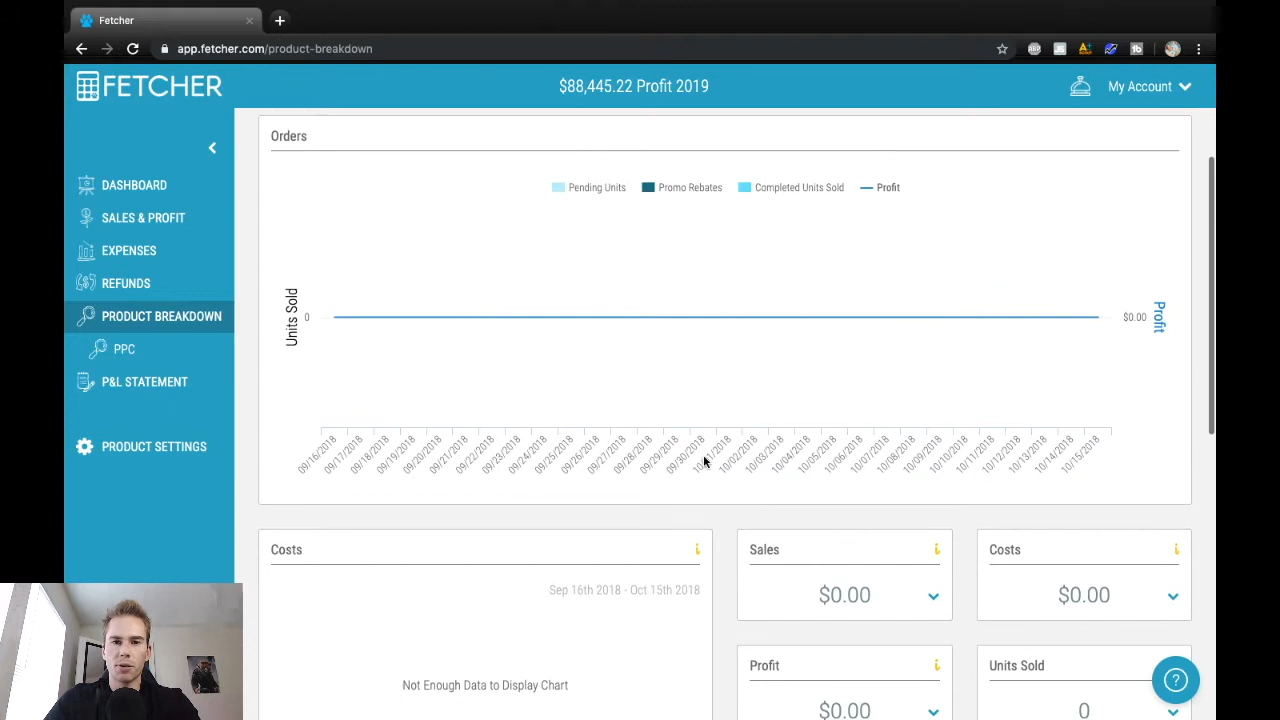 Fetcher
app.fetcher.com/product-breakdown
FETCHER
$88,445.22 Profit 2019
My Account
DASHBOARD
SALES & PROFIT
EXPENSES
REFUNDS
PRODUCT BREAKDOWN
PPC
P&L STATEMENT
PRODUCT SETTINGS
Orders
Pending Units
Promo Rebates
Completed Units Sold
Profit
Units Sold
0
$0.00
Profit
09/16/2018
09/17/2018
09/18/2018
09/19/2018
09/20/2018
09/21/2018
09/22/2018
09/23/2018
09/24/2018
09/25/2018
09/26/2018
09/27/2018
09/28/2018
09/29/2018
09/30/2018
10/01/2018
10/02/2018
10/03/2018
10/04/2018
10/05/2018
10/06/2018
10/07/2018
10/08/2018
10/09/2018
10/10/2018
10/11/2018
10/12/2018
10/13/2018
10/14/2018
10/15/2018
Costs
Sep 16th 2018 - Oct 15th 2018
Not Enough Data to Display Chart
Sales
$0.00
Costs
$0.00
Profit
$0.00
Units Sold
0